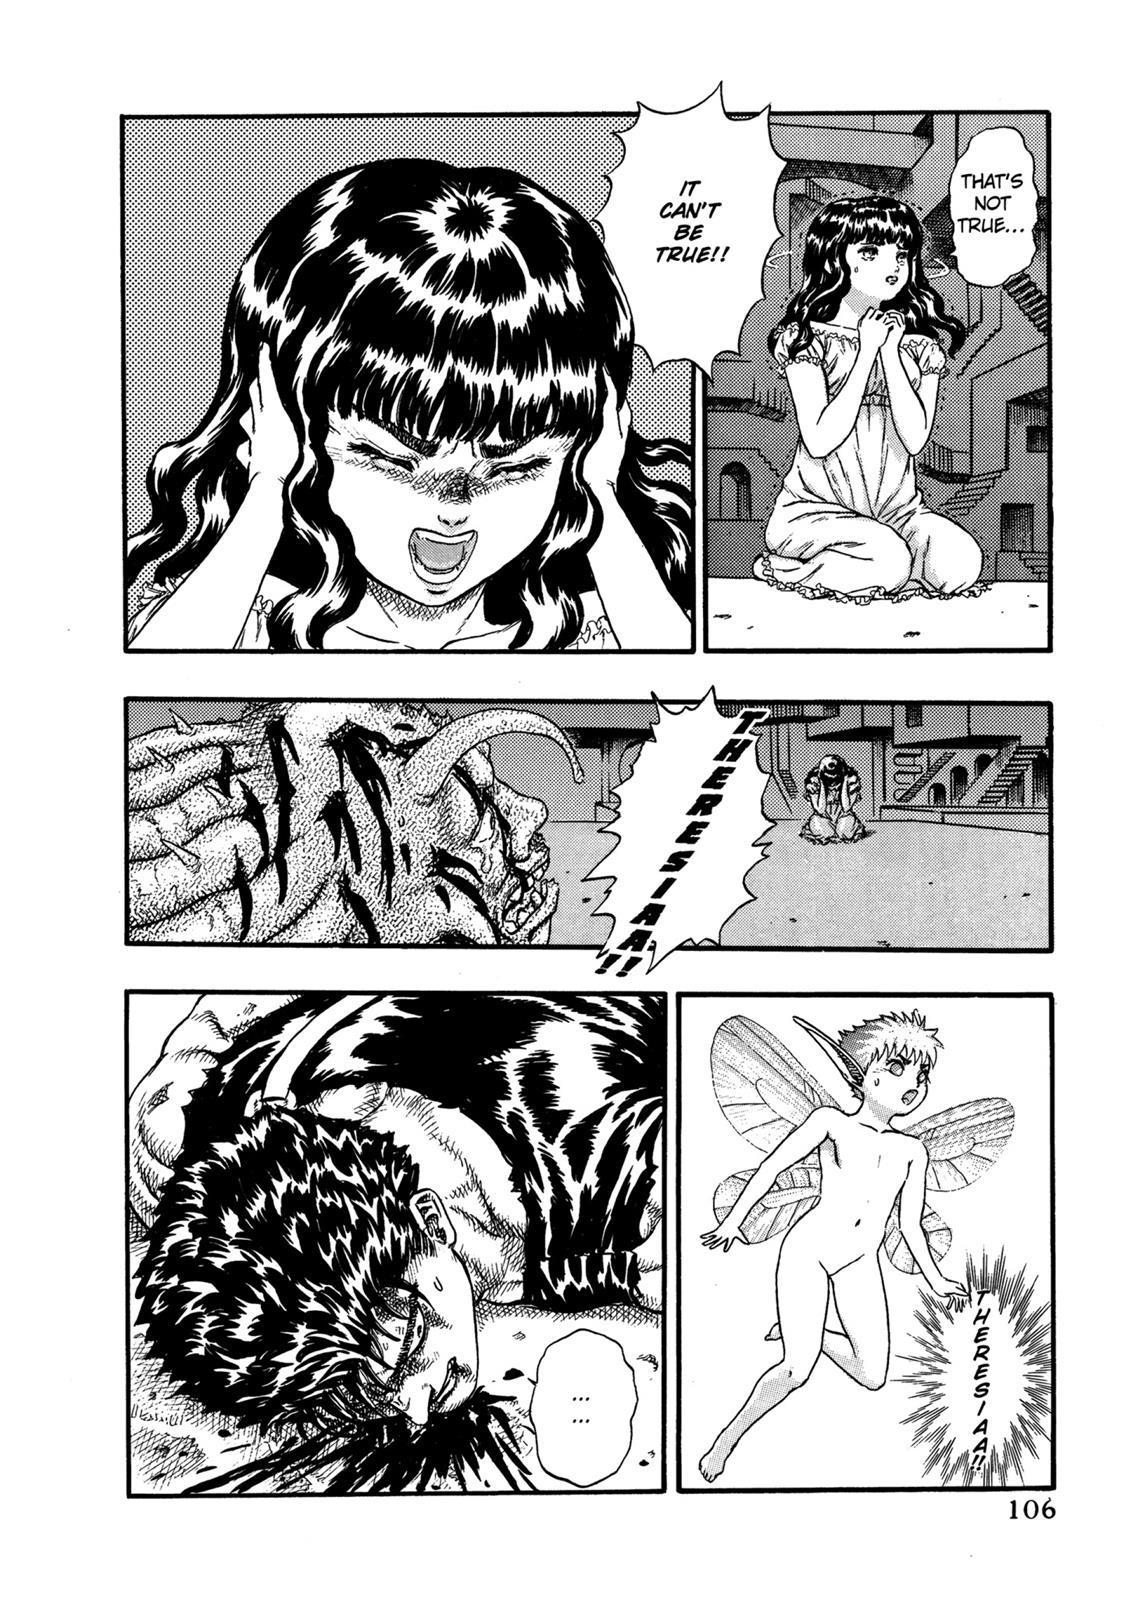 THAT'S
NOT
TRUE...
IT
CAN'T
BE
TRUE!!
THERESIAA!!
THERESIAA!!
...
...
106